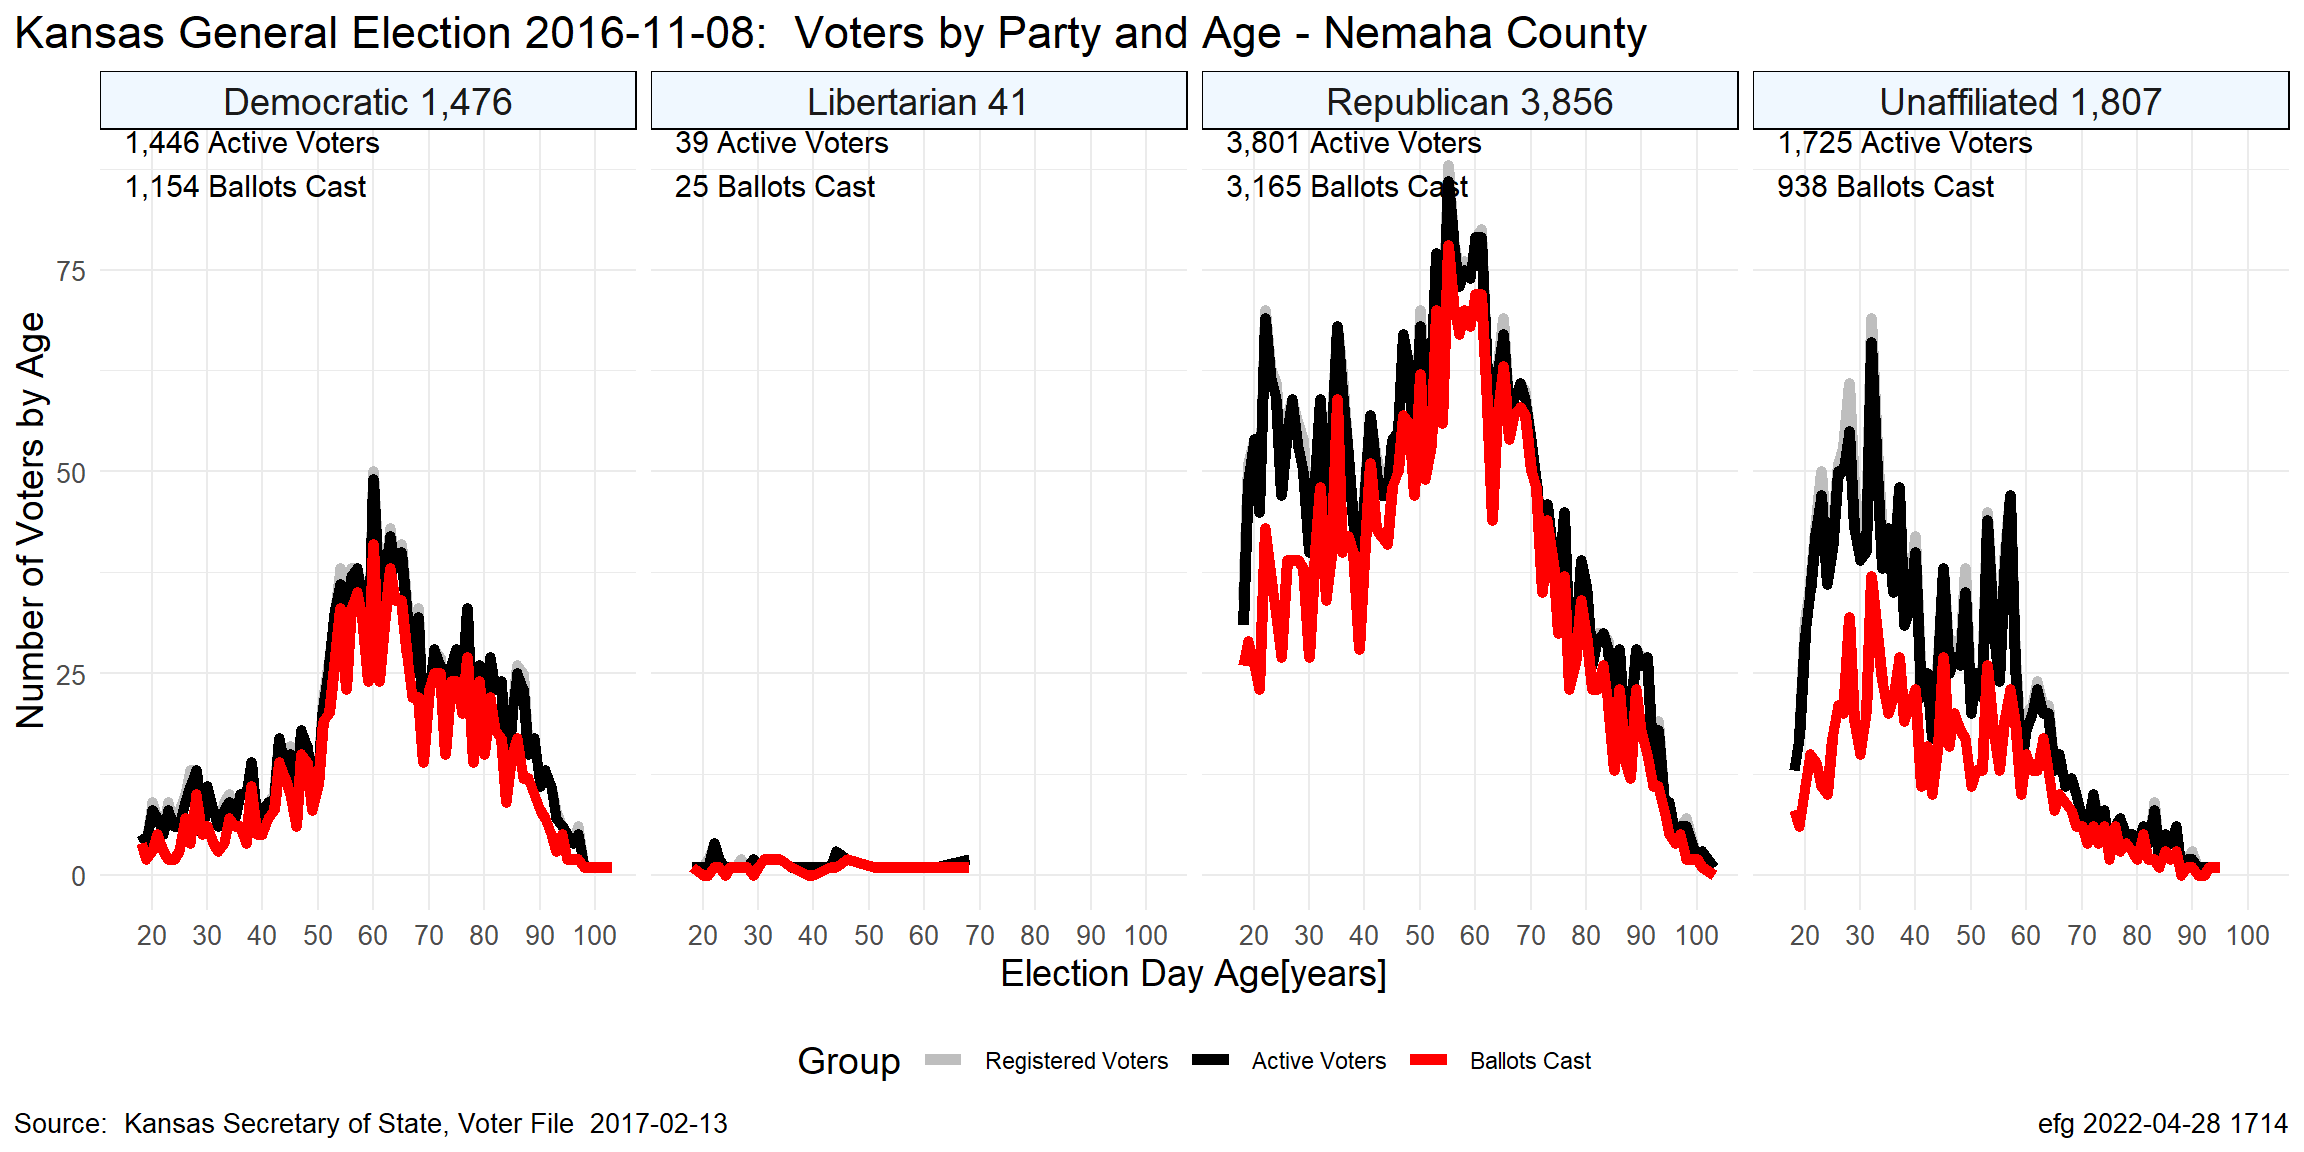 Kansas General Election 2016-11-08:  Voters by Party and Age - Nemaha County
Democratic 1,476
Libertarian 41
Republican 3,856
Unaffiliated 1,807
1,446 Active Voters
1,154 Ballots Cast
39 Active Voters
25 Ballots Cast
3,801 Active Voters
3,165 Ballots Cast
1,725 Active Voters
938 Ballots Cast
Number of Voters by Age
75
50
25
0
20 30 40 50 60 70 80 90 100
20 30 40 50 60 70 80 90 100
20 30 40 50 60 70 80 90 100
20 30 40 50 60 70 80 90 100
Election Day Age[years]
Group Registered Voters Active Voters Ballots Cast
Source:  Kansas Secretary of State, Voter File  2017-02-13
efg 2022-04-28 1714